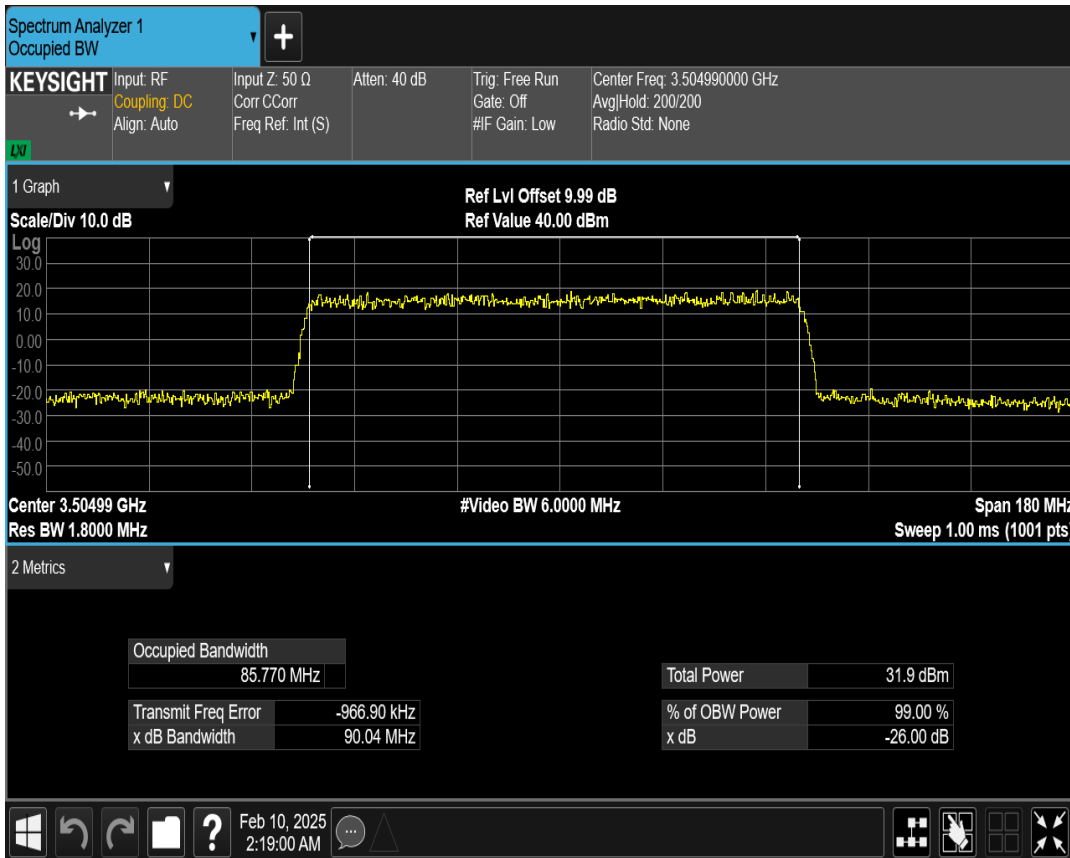 Spectrum Analyzer 1
Occupied BW
+
KEYSIGHT
LXI
Input: RF
Coupling: DC
Align: Auto
Input Z: 50 Ω
Corr CCorr
Freq Ref: Int (S)
Atten: 40 dB
Trig: Free Run
Gate: Off
#IF Gain: Low
Center Freq: 3.504990000 GHz
Avg|Hold: 200/200
Radio Std: None
1 Graph
Ref Lvl Offset 9.99 dB
Scale/Div 10.0 dB
Ref Value 40.00 dBm
Log
30.0
20.0
10.0
0.00
-10.0
-20.0
-30.0
-40.0
-50.0
Center 3.50499 GHz
#Video BW 6.0000 MHz
Span 180 MHz
Res BW 1.8000 MHz
Sweep 1.00 ms (1001 pts)
2 Metrics
Occupied Bandwidth
85.770 MHz
Total Power 31.9 dBm
Transmit Freq Error -966.90 kHz
% of OBW Power 99.00 %
x dB Bandwidth 90.04 MHz
x dB -26.00 dB
?
Feb 10, 2025
2:19:00 AM